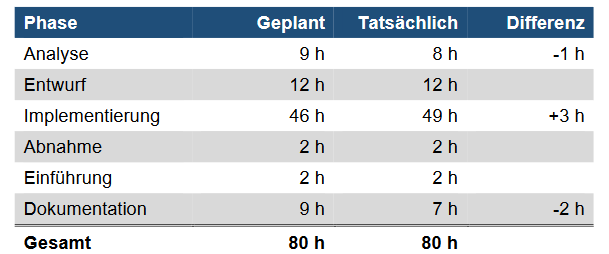 Phase Geplant Tatsächlich Differenz
Analyse 9 h 8 h -1 h
Entwurf 12 h 12 h
Implementierung 46 h 49 h +3 h
Abnahme 2 h 2 h
Einführung 2 h 2 h
Dokumentation 9 h 7 h -2 h
Gesamt 80 h 80 h